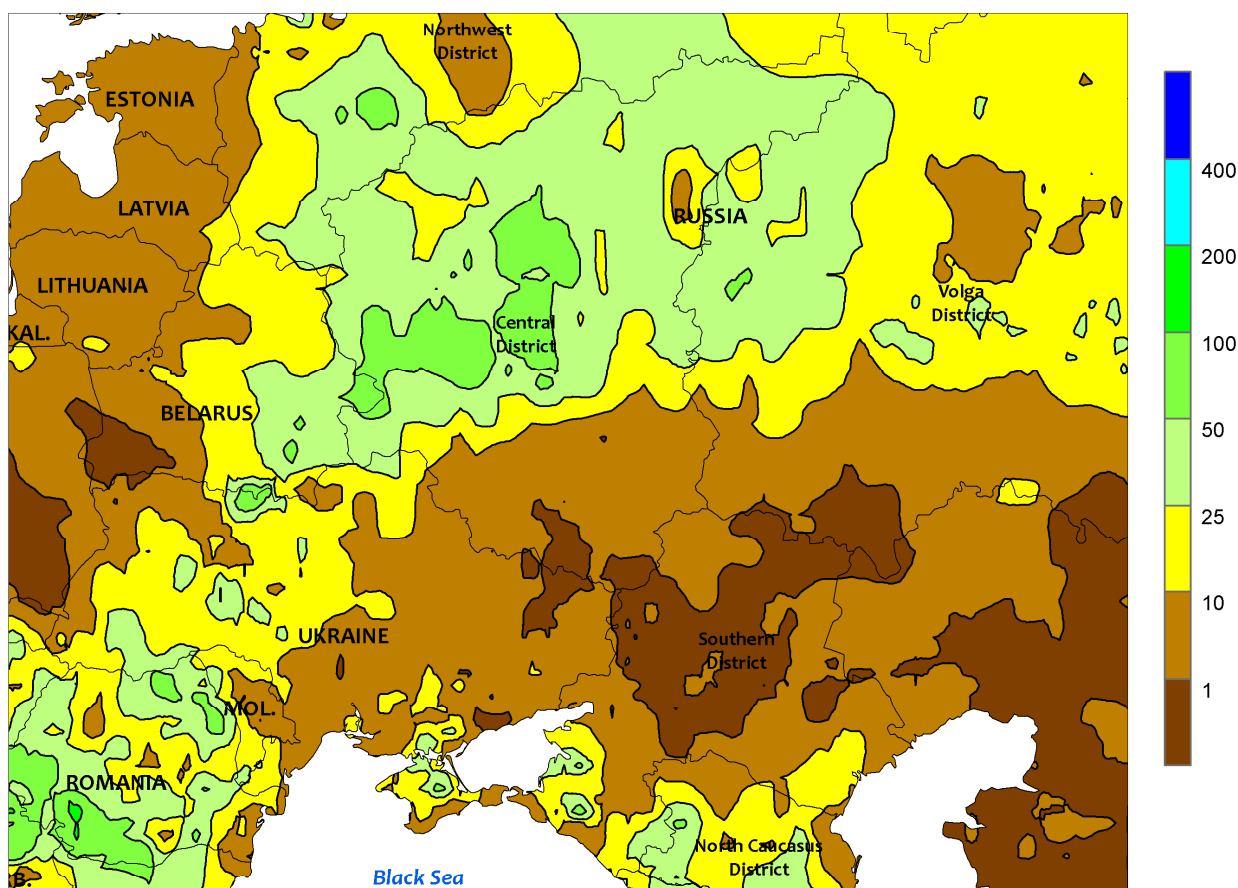 Northwest
District
ESTONIA
LATVIA
RUSSIA
LITHUANIA
Volga
District
KAL.
Central
District
BELARUS
UKRAINE
Southern
District
MOL.
ROMANIA
North Caucasus
District
B.
Black Sea
400
200
100
50
25
10
1